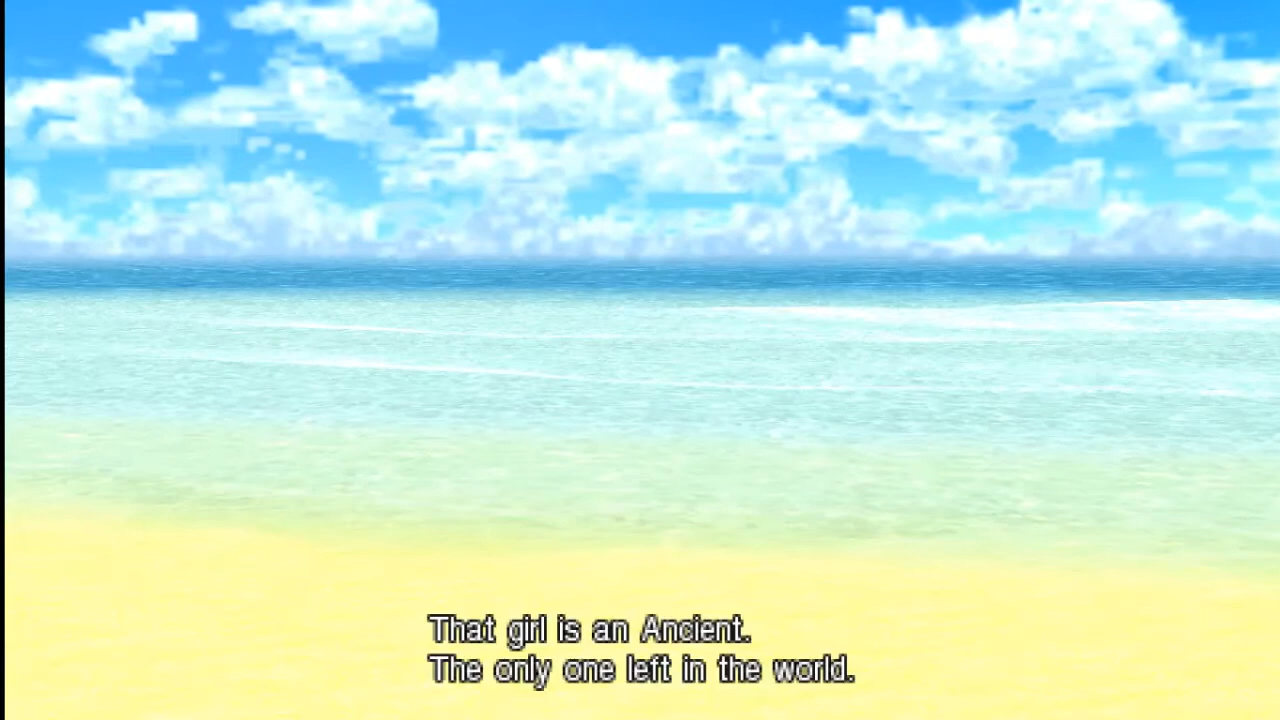 That girl is an Ancient.
The only one left in the world.